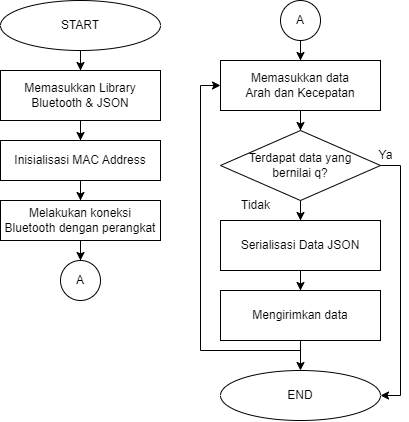 START
Memasukkan Library
Bluetooth & JSON
Inisialisasi MAC Address
Melakukan koneksi
Bluetooth dengan perangkat
A
A
Memasukkan data
Arah dan Kecepatan
Terdapat data yang
bernilai q?
Ya
Tidak
Serialisasi Data JSON
Mengirimkan data
END